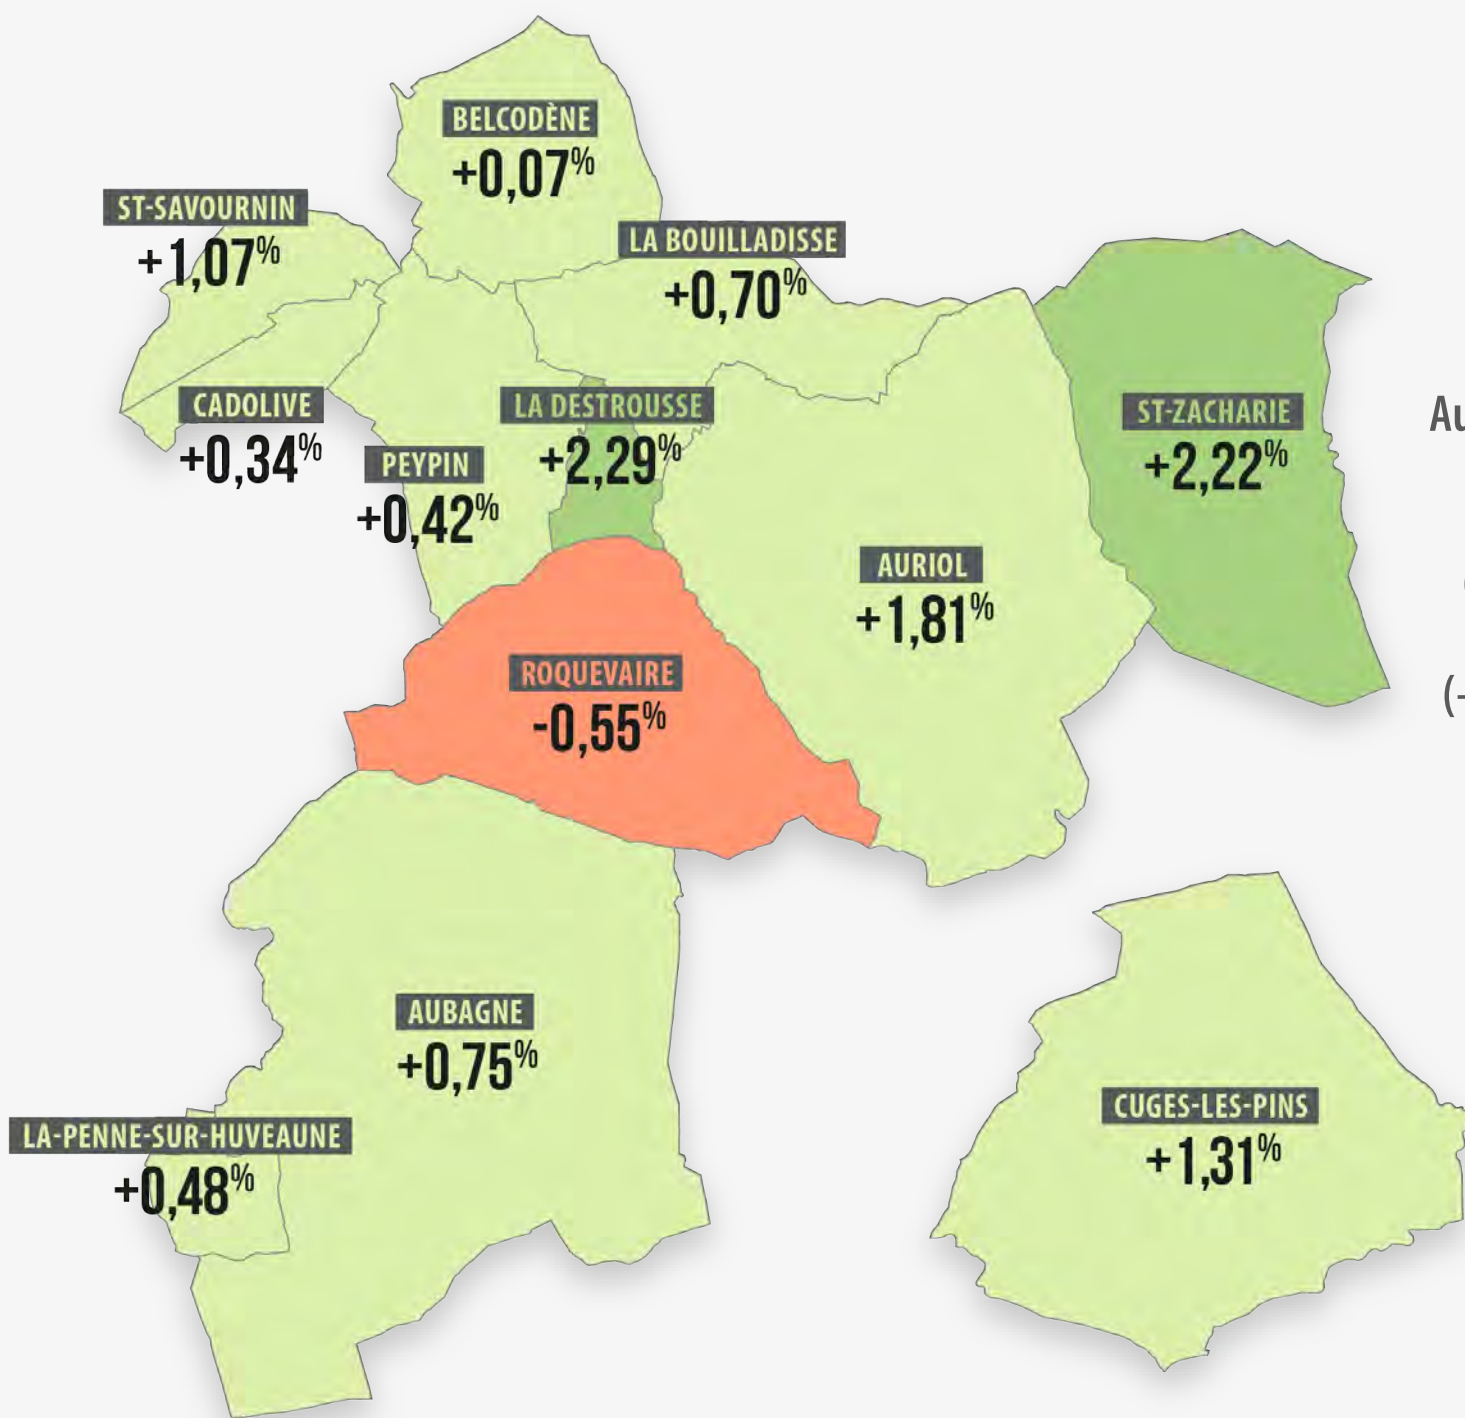 BELCODÈNE
+0,07%
ST-SAVOURNIN
+1,07%
LA BOUILLADISSE
+0,70%
CADOLIVE
+0,34%
PEYPIN
+0,42%
LA DESTROUSSE
+2,29%
ST-ZACHARIE
+2,22%
Au
AURIOL
+1,81%
ROQUEVAIRE
-0,55%
(-
AUBAGNE
+0,75%
CUGES-LES-PINS
+1,31%
LA-PENNE-SUR-HUVEAUNE
+0,48%